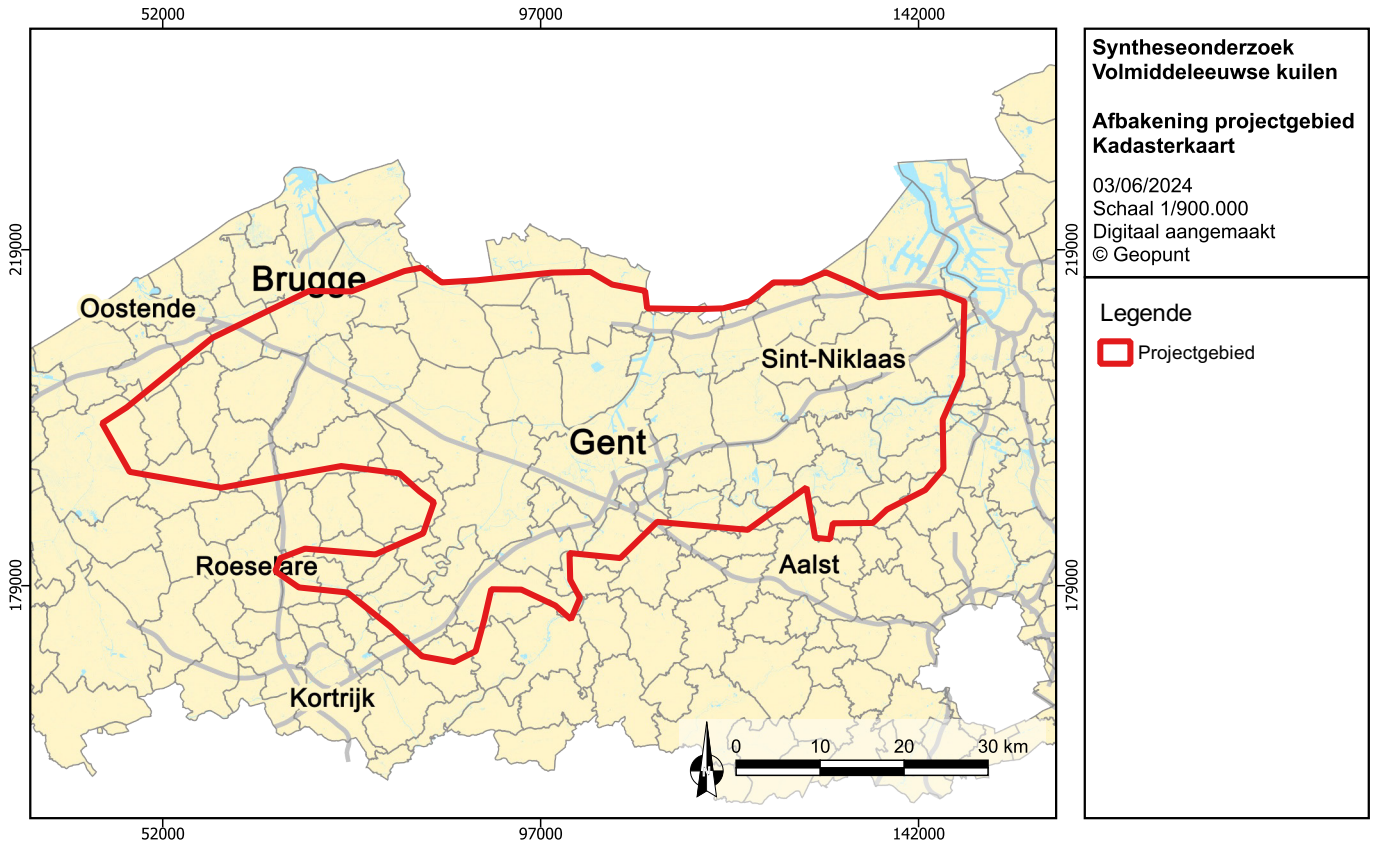 52000
97000
142000
219000
219000
179000
179000
Brugge
Oostende
Sint-Niklaas
Gent
Roeselare
Aalst
Kortrijk
0 10 20 30 km
52000
97000
142000
Syntheseonderzoek
Volmiddeleeuwse kuilen
Afbakening projectgebied
Kadasterkaart
03/06/2024
Schaal 1/900.000
Digitaal aangemaakt
© Geopunt
Legende
Projectgebied